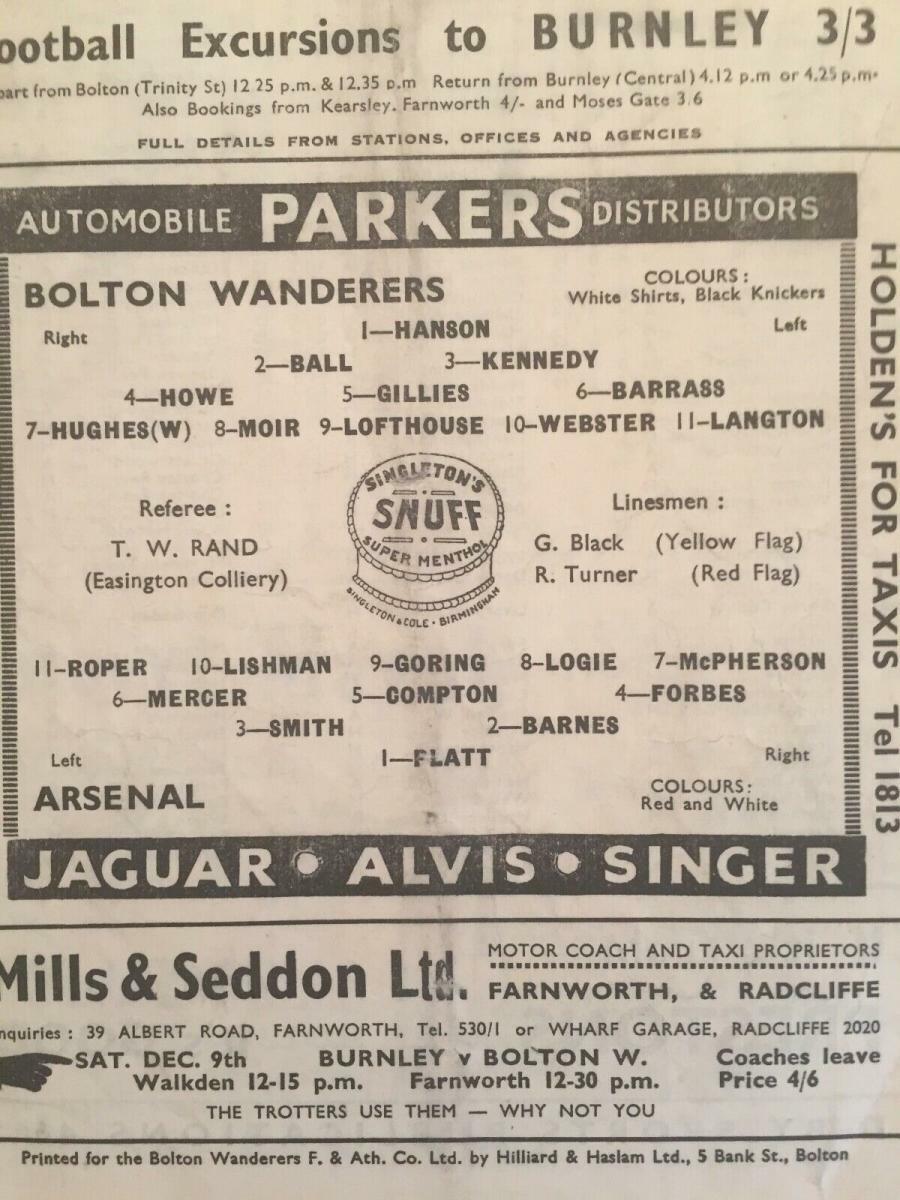 ootball Excursions to BURNLEY 3/3
part from Bolton (Trinity St) 12 25 p.m. & 12.35 p.m Return from Burnley (Central) 4.12 p.m or 4.25 p.m.
Also Bookings from Kearsley. Farnworth 4/- and Moses Gate 3.6
FULL DETAILS FROM STATIONS, OFFICES AND AGENCIES
AUTOMOBILE PARKERS DISTRIBUTORS
BOLTON WANDERERS
COLOURS :
White Shirts, Black Knickers
Right 1—HANSON Left
2—BALL 3—KENNEDY
4—HOWE 5—GILLIES 6—BARRASS
7–HUGHES(W) 8–MOIR 9–LOFTHOUSE 10–WEBSTER 11–LANGTON
Referee :
T. W. RAND
(Easington Colliery)
SINGLETON'S
SNUFF
SUPER MENTHOL
SINGLETON & COLE • BIRMINGHAM
Linesmen :
G. Black (Yellow Flag)
R. Turner (Red Flag)
11–ROPER 10–LISHMAN 9–GORING 8–LOGIE 7–McPHERSON
6—MERCER 5—COMPTON 4—FORBES
3—SMITH 2—BARNES
Left 1—FLATT Right
ARSENAL
COLOURS:
Red and White
JAGUAR • ALVIS • SINGER
HOLDEN'S FOR TAXIS Tel 1813
Mills & Seddon Ltd.
MOTOR COACH AND TAXI PROPRIETORS
FARNWORTH, & RADCLIFFE
nquiries : 39 ALBERT ROAD, FARNWORTH, Tel. 530/1 or WHARF GARAGE, RADCLIFFE 2020
SAT. DEC. 9th BURNLEY v BOLTON W. Coaches leave
Walkden 12-15 p.m. Farnworth 12-30 p.m. Price 4/6
THE TROTTERS USE THEM — WHY NOT YOU
Printed for the Bolton Wanderers F. & Ath. Co. Ltd. by Hilliard & Haslam Ltd., 5 Bank St., Bolton